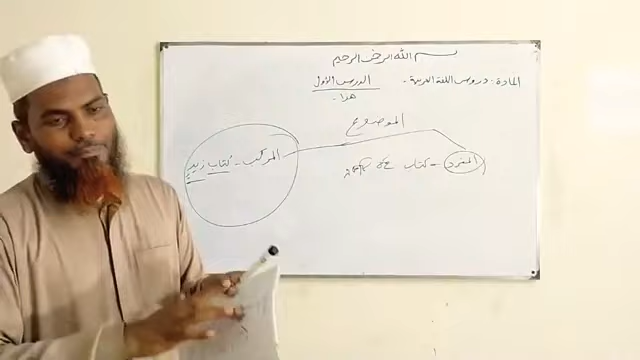 بسم الله الرحمن الرحيم
المادة: دروس اللغة العربية -
الدرس الأول
هذا -
الموضوع
المفرد - كتاب
المركب - كتاب زيد